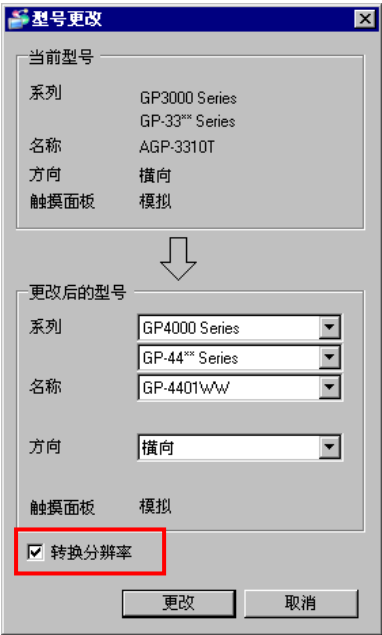 型号更改
当前型号
系列 GP3000 Series
GP-33** Series
名称 AGP-3310T
方向 横向
触摸面板 模拟
更改后的型号
系列 GP4000 Series
GP-44** Series
名称 GP-4401WW
方向 横向
触摸面板 模拟
转换分辨率
更改 取消